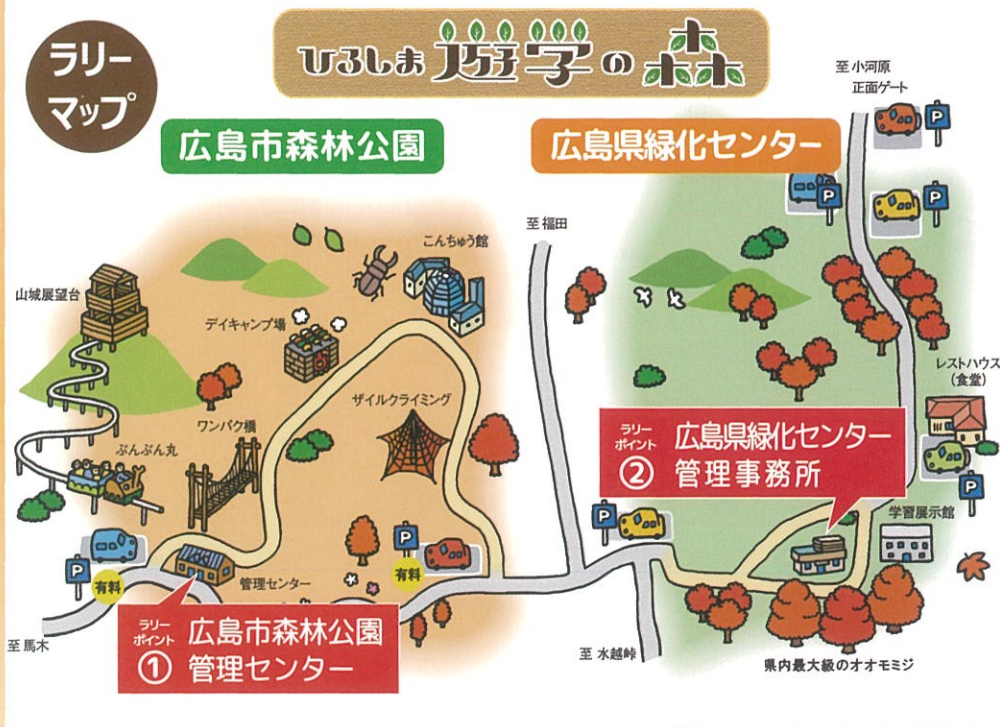 ラリー
マップ
ひろしま遊学の森
広島市森林公園
広島県緑化センター
至 小河原
正面ゲート
P
P
P
至 福田
こんちゅう館
山城展望台
デイキャンプ場
ザイルクライミング
ワンパク橋
ぶんぶん丸
レストハウス
(食堂)
ラリー
ポイント
② 広島県緑化センター
管理事務所
P
学習展示館
P
P
P
有料
有料
管理センター
至 馬木
ラリー
ポイント
① 広島市森林公園
管理センター
至 水越峠
県内最大級のオオモミジ